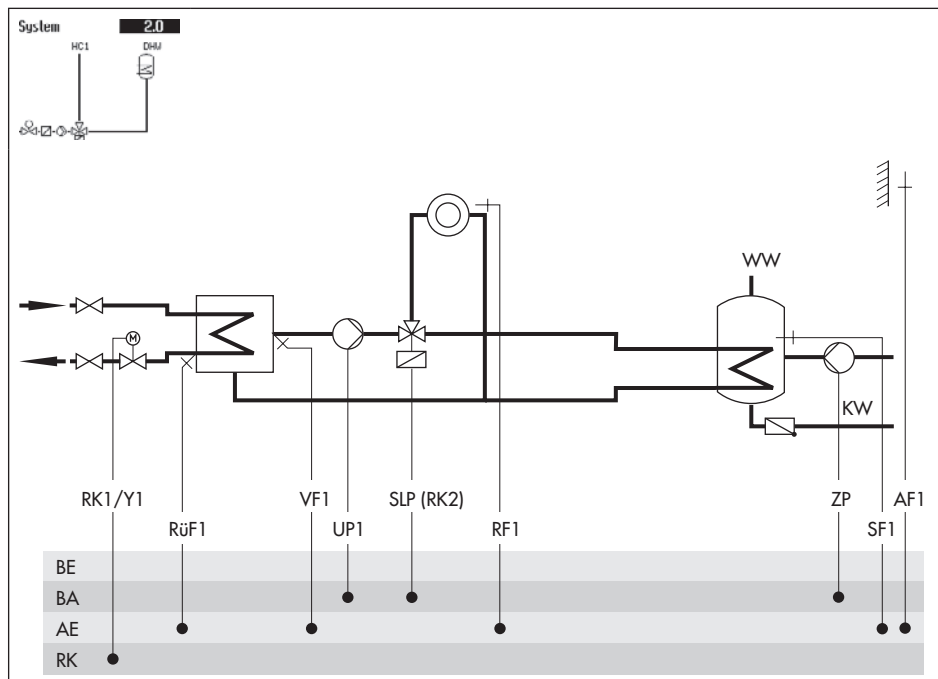 System 2.0
HC1 DHW
WW
M
KW
RK1/Y1 VF1 SLP (RK2) ZP AF1
RüF1 UP1 RF1 SF1
BE
BA
AE
RK